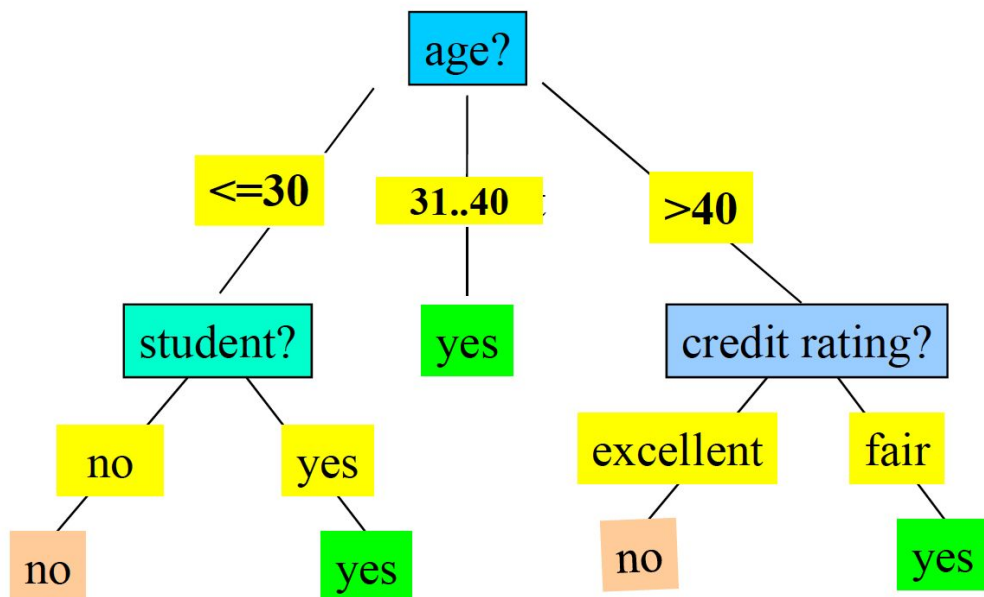 age?
<=30
31..40
>40
student?
yes
credit rating?
no
yes
excellent
fair
no
yes
no
yes